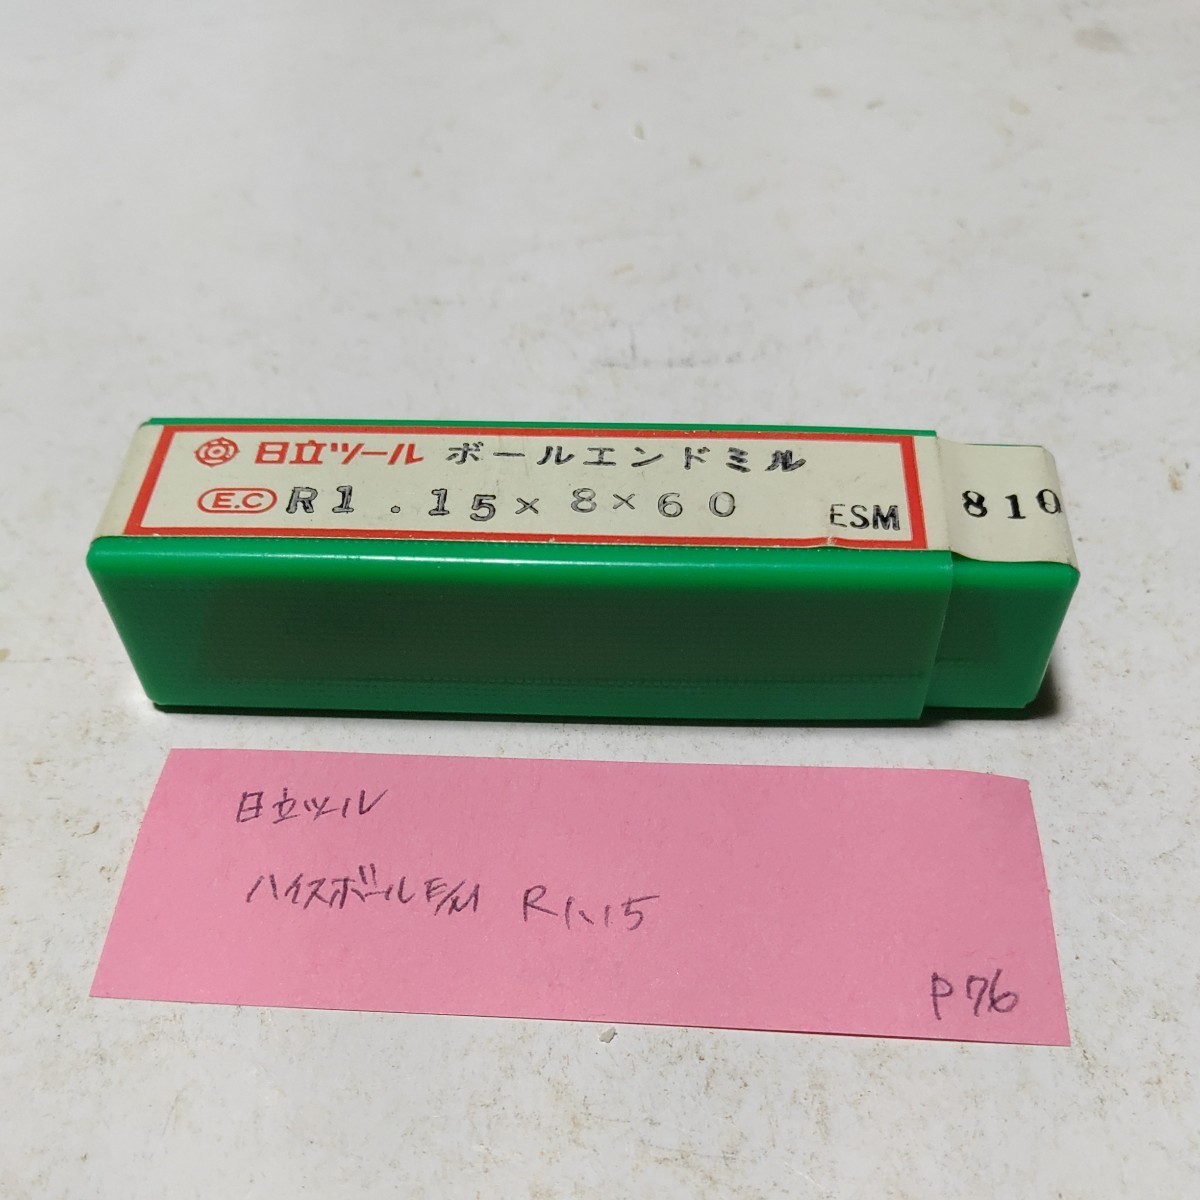 日立ツール ボールエンドミル
E.C R1.15×8×60 ESM 810
日立ツール
ハイスボールE/M R1.15
P76